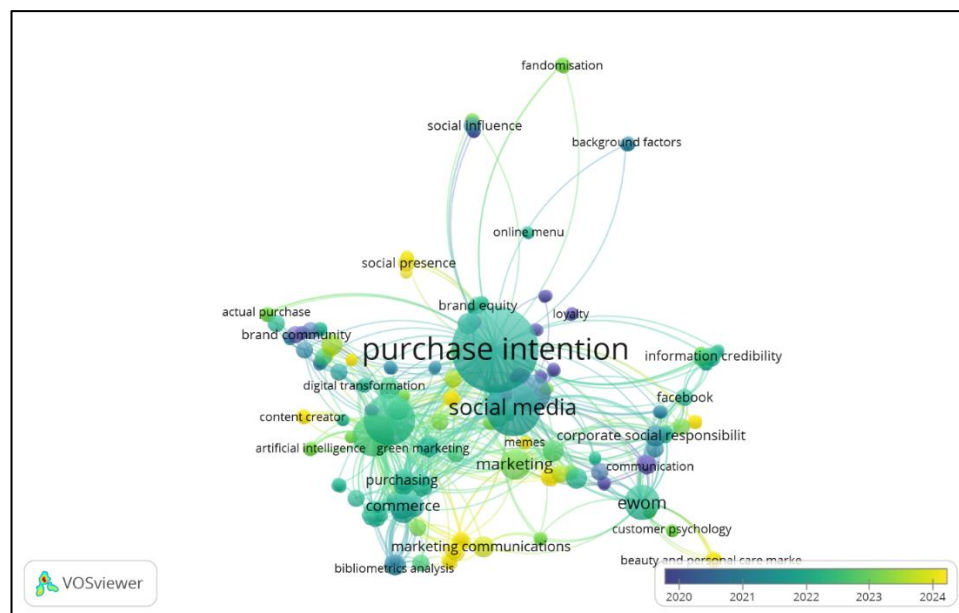 fandomisation
social influence
background factors
online menu
social presence
brand equity
actual purchase
loyalty
brand community
purchase intention
information credibility
digital transformation
facebook
social media
content creator
memes
corporate social responsibilit
artificial intelligence
green marketing
marketing
communication
purchasing
commerce
ewom
customer psychology
marketing communications
beauty and personal care marke
bibliometrics analysis
VOSviewer
2020 2021 2022 2023 2024